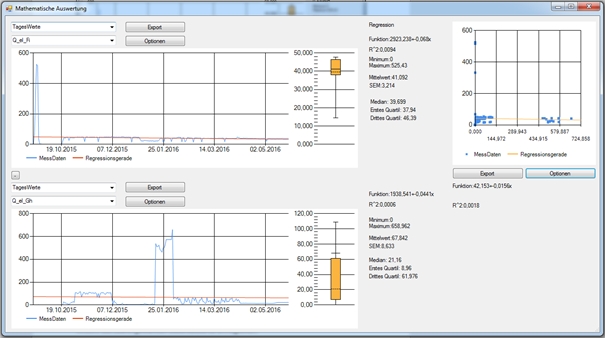 Mathematische Auswertung
TagesWerte
Export
Q_el_Fi
Optionen
600
400
200
0
19.10.2015 07.12.2015 25.01.2016 14.03.2016 02.05.2016
MessDaten Regressionsgerade
50,000
40,000
30,000
20,000
10,000
0,000
Regression
Funktion:2923,238+-0,068x
R^2:0,0094
Minimum:0
Maximum:525,43
Mittelwert:41,092
SEM:3,214
Median: 39,699
Erstes Quartil: 37,94
Drittes Quartil: 46,39
600
400
200
0
0,000 289,943 579,887
144,972 434,915 724,858
MessDaten Regressionsgerade
Export
Optionen
Funktion:42,153+-0,0156x
R^2:0,0018
TagesWerte
Export
Q_el_Gh
Optionen
800
600
400
200
0
19.10.2015 07.12.2015 25.01.2016 14.03.2016 02.05.2016
MessDaten Regressionsgerade
120,00
100,00
80,00
60,00
40,00
20,00
0,00
Funktion:1938,541+-0,0441x
R^2:0,0006
Minimum:0
Maximum:658,962
Mittelwert:67,842
SEM:8,633
Median: 21,16
Erstes Quartil: 8,96
Drittes Quartil: 61,976